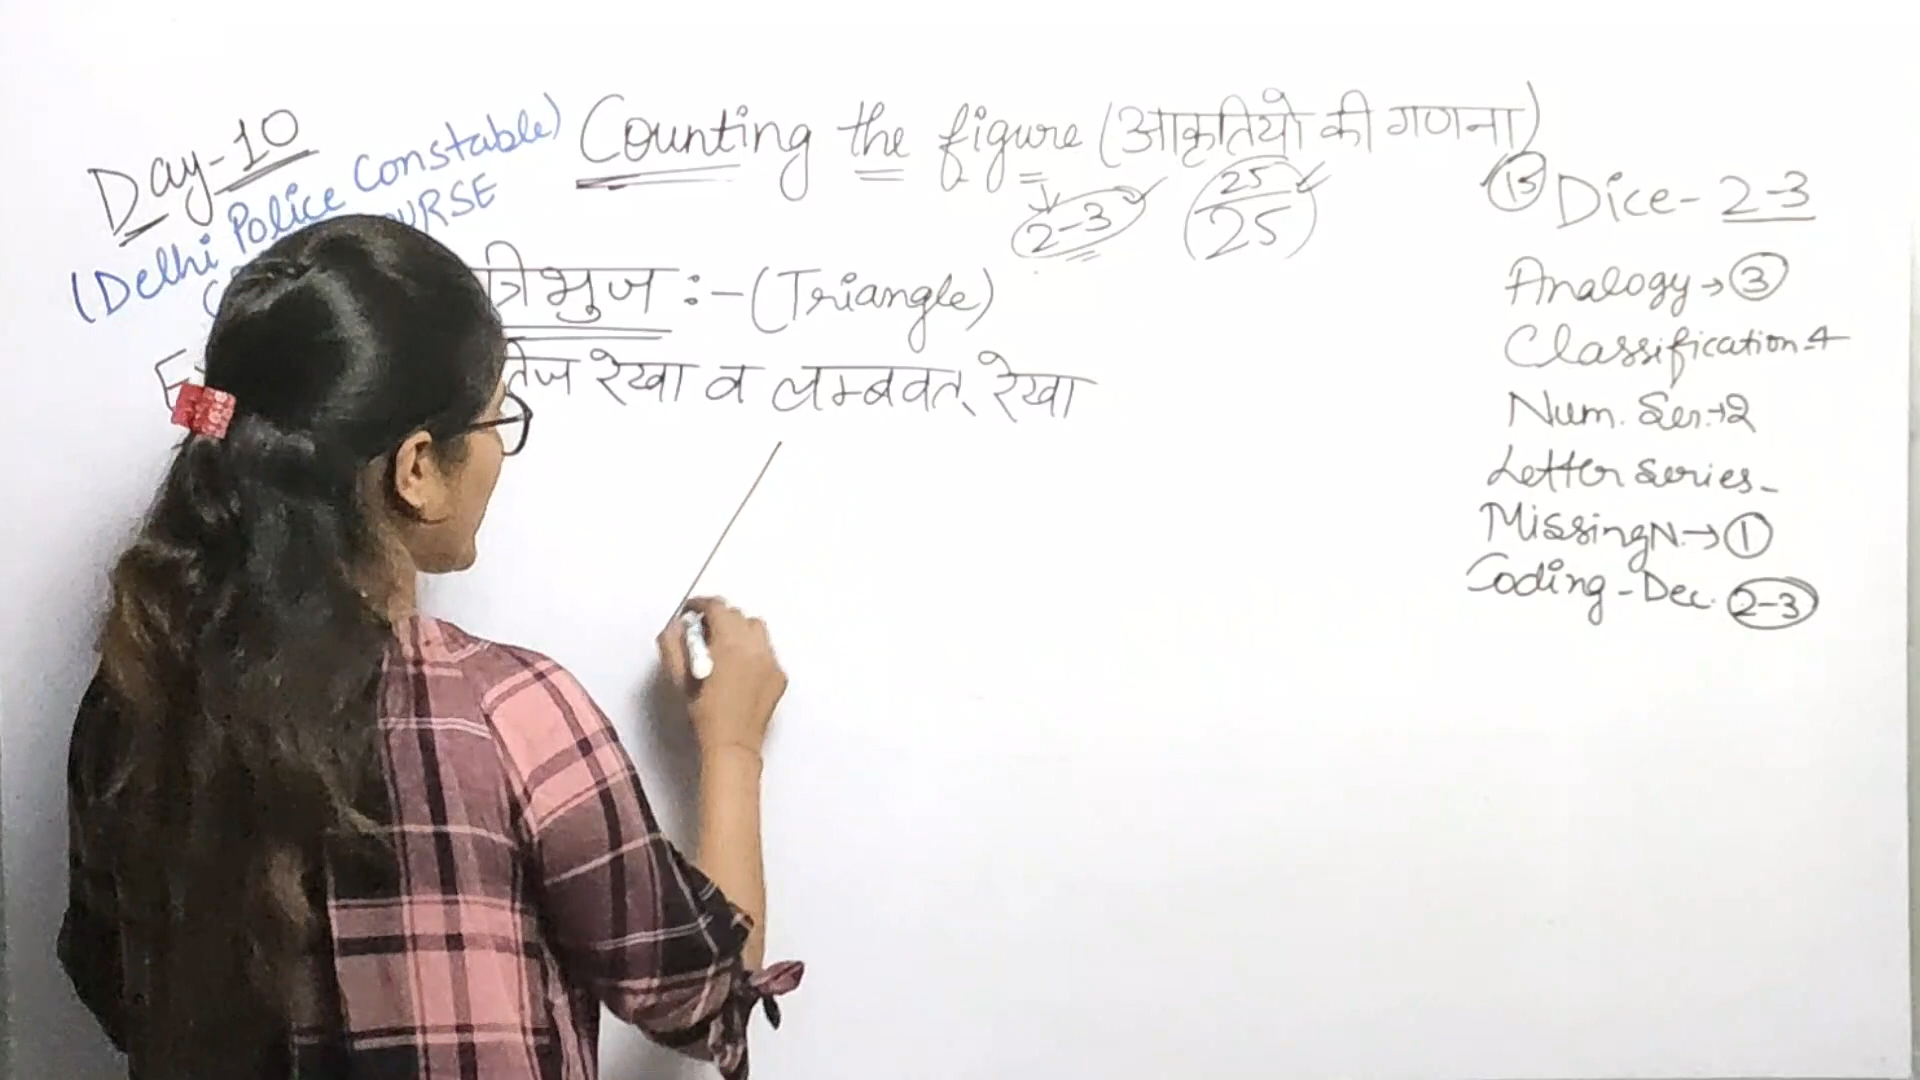 Day-10
(Delhi Police Constable)
Counting the figure (आकृतियो की गणना)
2-3
25/25
त्रिभुज :- (Triangle)
रेखा व लम्बवत् रेखा
13 Dice - 2-3
Analogy → 3
Classification - 4
Num. Ser. → 2
Letter series -
Missing N. → 1
Coding - Dec. 2-3